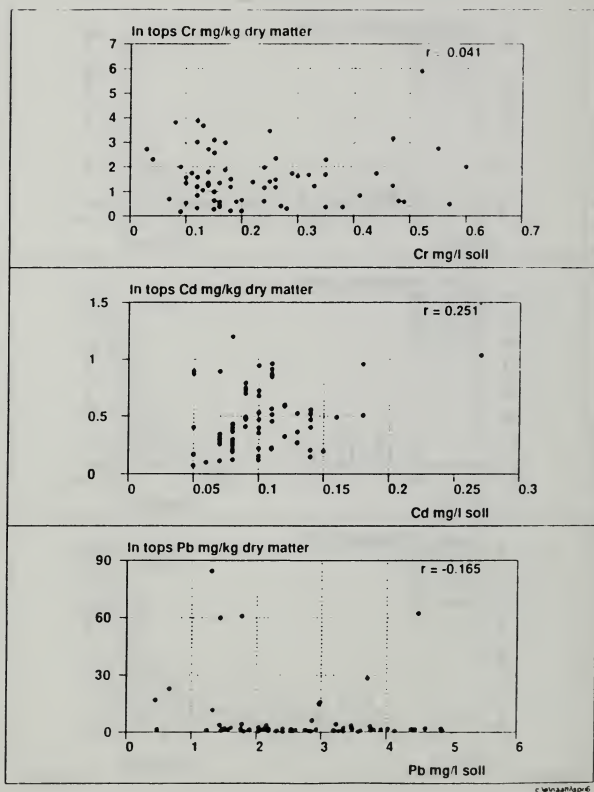 In tops Cr mg/kg dry matter
r = 0.041
7
6
5
4
3
2
1
0
0 0.1 0.2 0.3 0.4 0.5 0.6 0.7
Cr mg/l soil
In tops Cd mg/kg dry matter
r = 0.251
1.5
1
0.5
0
0 0.05 0.1 0.15 0.2 0.25 0.3
Cd mg/l soil
In tops Pb mg/kg dry matter
r = -0.165
90
60
30
0
0 1 2 3 4 5 6
Pb mg/l soil